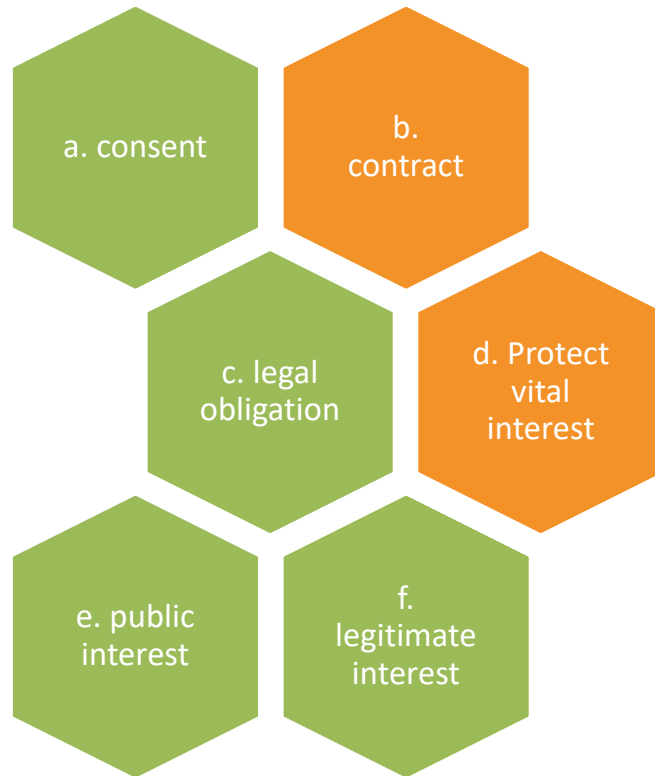 a. consent
b.
contract
c. legal
obligation
d. Protect
vital
interest
e. public
interest
f.
legitimate
interest